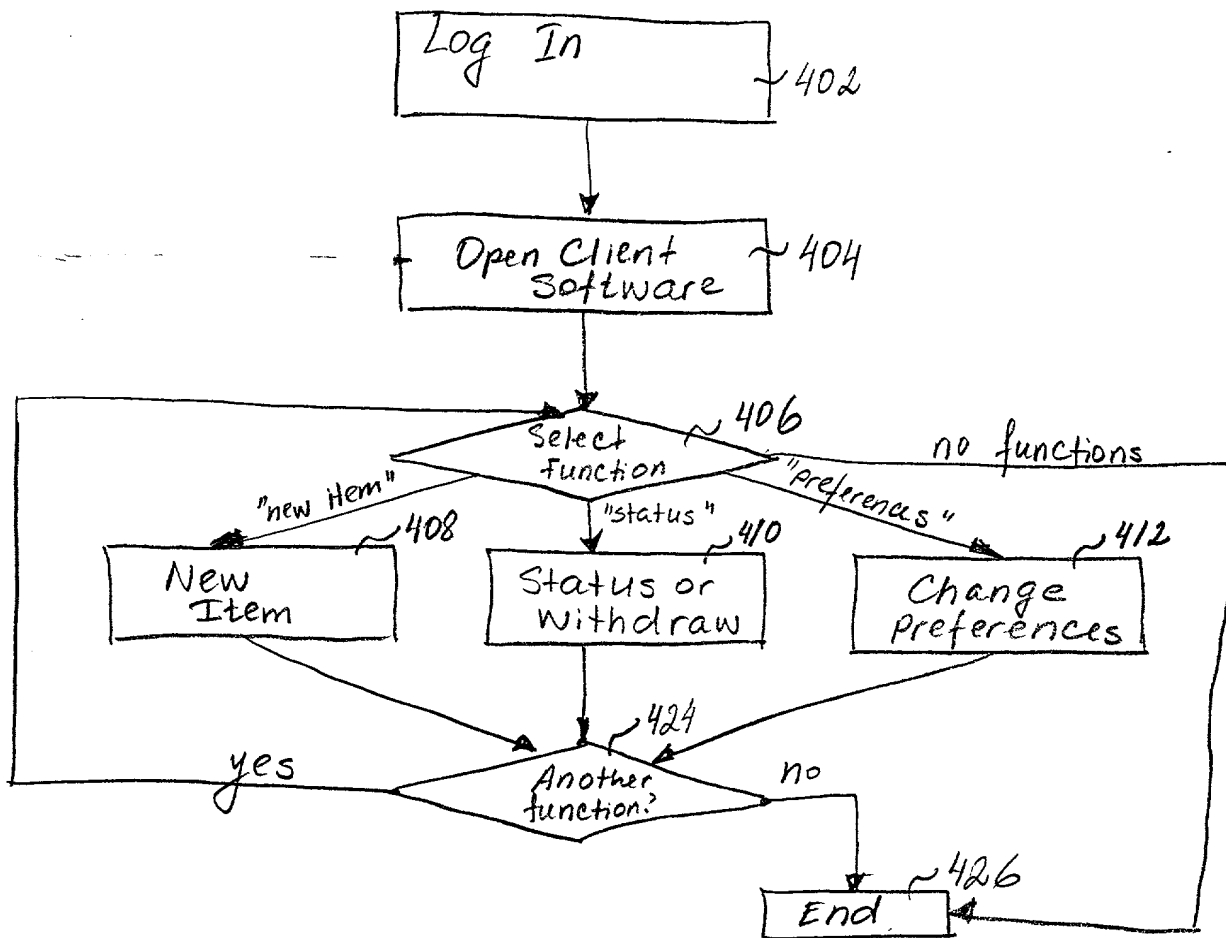 Log In
402
Open Client
Software
404
406
Select
Function
no functions
"new item"
"status"
"preferences"
408
410
412
New
Item
Status or
Withdraw
Change
Preferences
424
yes
Another
function?
no
426
End